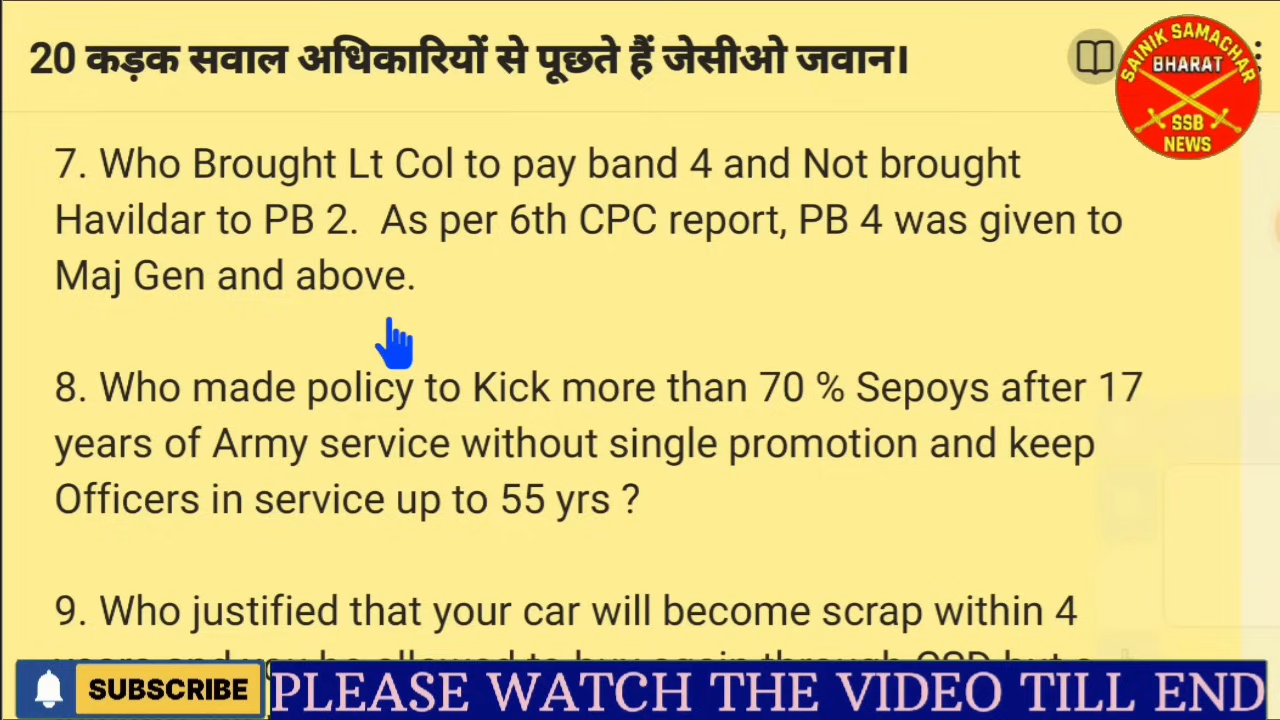 20 कड़क सवाल अधिकारियों से पूछते हैं जेसीओ जवान।
SAINIK SAMACHAR
BHARAT
SSB
NEWS
7. Who Brought Lt Col to pay band 4 and Not brought
Havildar to PB 2. As per 6th CPC report, PB 4 was given to
Maj Gen and above.
8. Who made policy to Kick more than 70 % Sepoys after 17
years of Army service without single promotion and keep
Officers in service up to 55 yrs ?
9. Who justified that your car will become scrap within 4
SUBSCRIBE
PLEASE WATCH THE VIDEO TILL END